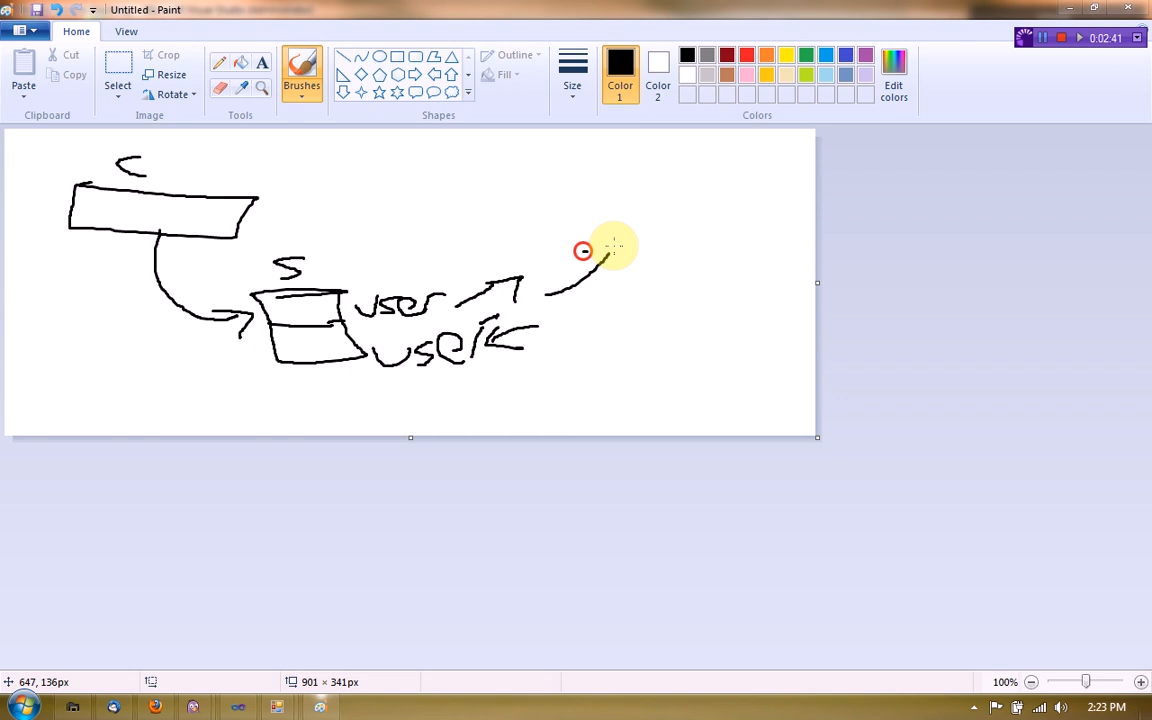 Untitled - Paint
Home
View
0:02:41
Paste
Cut
Copy
Clipboard
Select
Crop
Resize
Rotate
Image
A
Tools
Brushes
Shapes
Outline
Fill
Size
Color 1
Color 2
Edit colors
Colors
C
S
user
user
647, 136px
901 × 341px
100%
2:23 PM